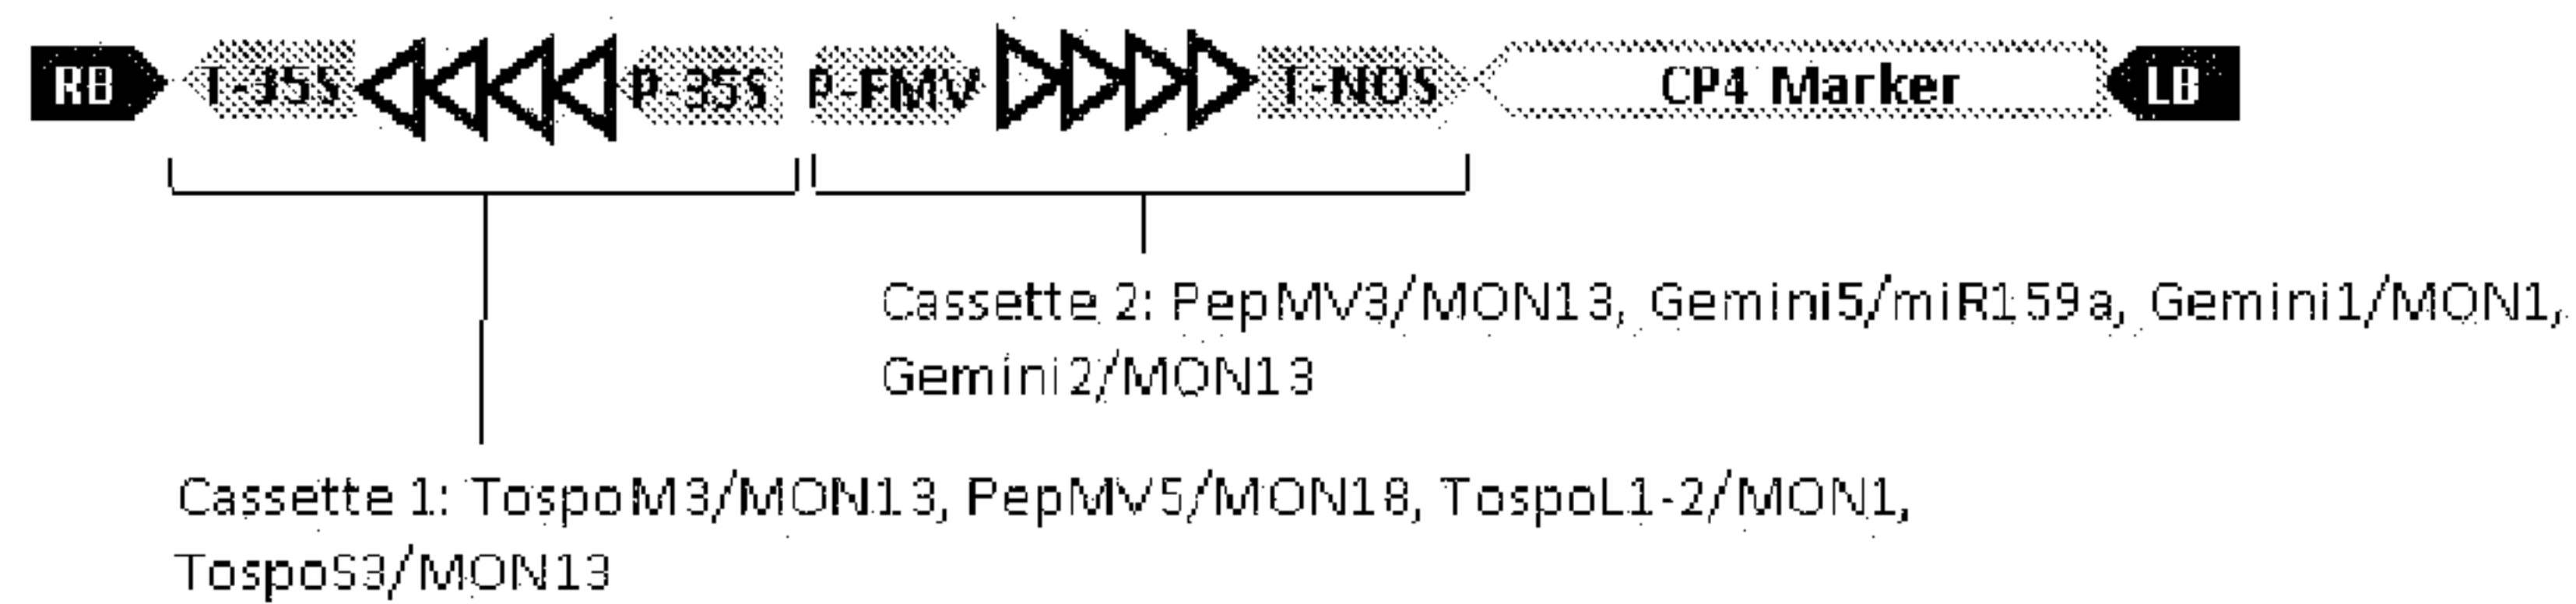 RB T-35S P-35S P-FMV T-NOS CP4 Marker LB
Cassette 2: PepMV3/MON13, Gemini5/miR159a, Gemini1/MON1,
Gemini2/MON13
Cassette 1: TospoM3/MON13, PepMV5/MON18, TospoL1-2/MON1,
TospoS3/MON13